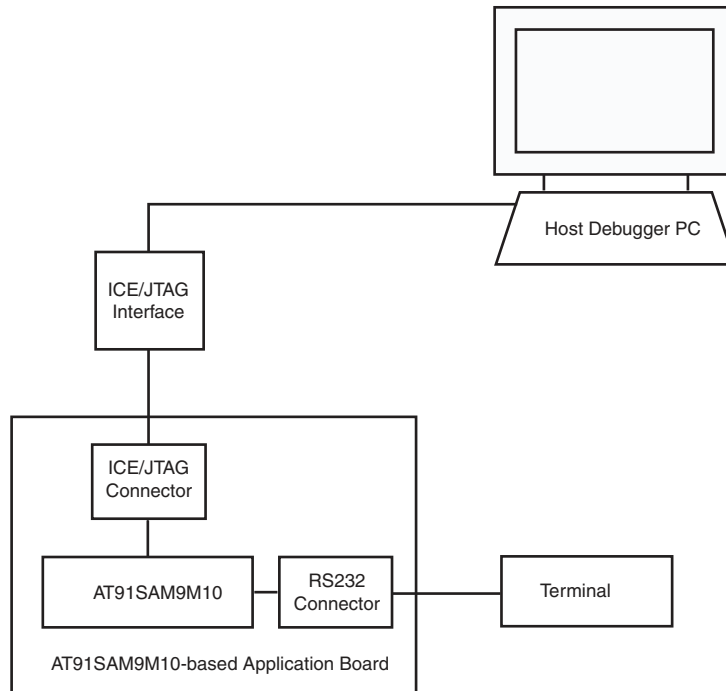 Host Debugger PC
ICE/JTAG
Interface
ICE/JTAG
Connector
AT91SAM9M10
RS232
Connector
Terminal
AT91SAM9M10-based Application Board